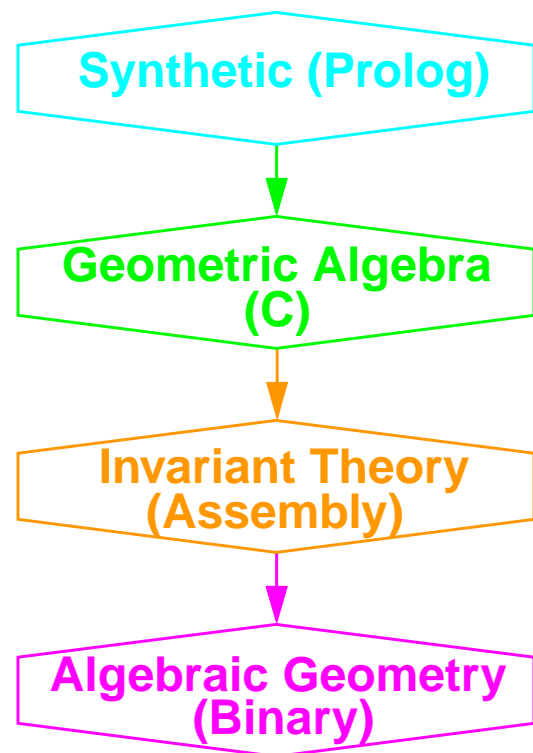 Synthetic (Prolog)
Geometric Algebra
(C)
Invariant Theory
(Assembly)
Algebraic Geometry
(Binary)